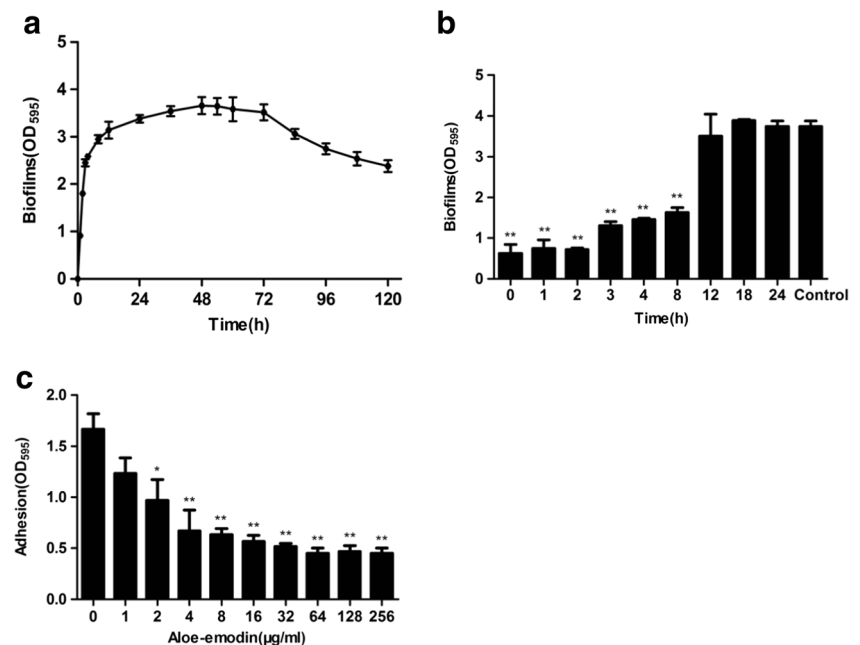 a
5
4
3
2
1
0
Biofilms(OD595)
0 24 48 72 96 120
Time(h)
b
5
4
3
2
1
0
Biofilms(OD595)
** ** ** ** ** **
0 1 2 3 4 8 12 18 24 Control
Time(h)
c
2.0
1.5
1.0
0.5
0.0
Adhesion(OD595)
* ** ** ** ** ** ** **
0 1 2 4 8 16 32 64 128 256
Aloe-emodin(µg/ml)